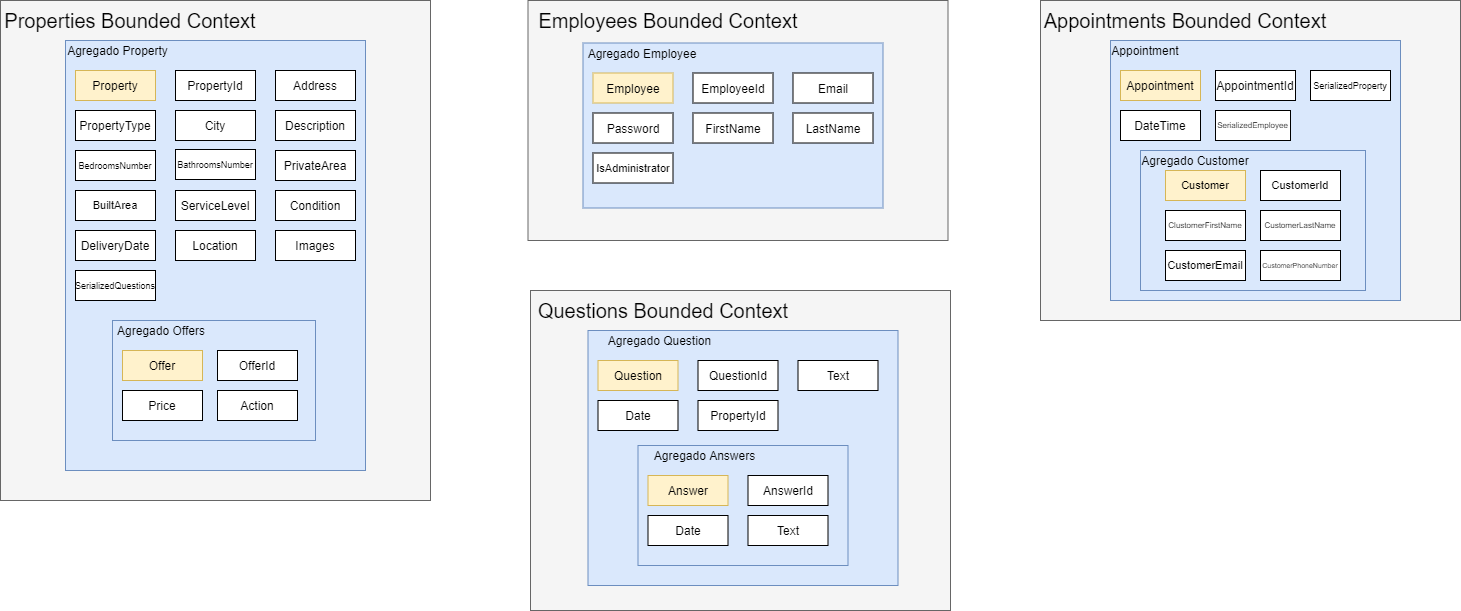 Properties Bounded Context
Agregado Property
Property
PropertyId
Address
PropertyType
City
Description
BedroomsNumber
BathroomsNumber
PrivateArea
BuiltArea
ServiceLevel
Condition
DeliveryDate
Location
Images
SerializedQuestions
Agregado Offers
Offer
OfferId
Price
Action
Employees Bounded Context
Agregado Employee
Employee
EmployeeId
Email
Password
FirstName
LastName
IsAdministrator
Questions Bounded Context
Agregado Question
Question
QuestionId
Text
Date
PropertyId
Agregado Answers
Answer
AnswerId
Date
Text
Appointments Bounded Context
Appointment
Appointment
AppointmentId
SerializedProperty
DateTime
SerializedEmployee
Agregado Customer
Customer
CustomerId
ClustomerFirstName
CustomerLastName
CustomerEmail
CustomerPhoneNumber